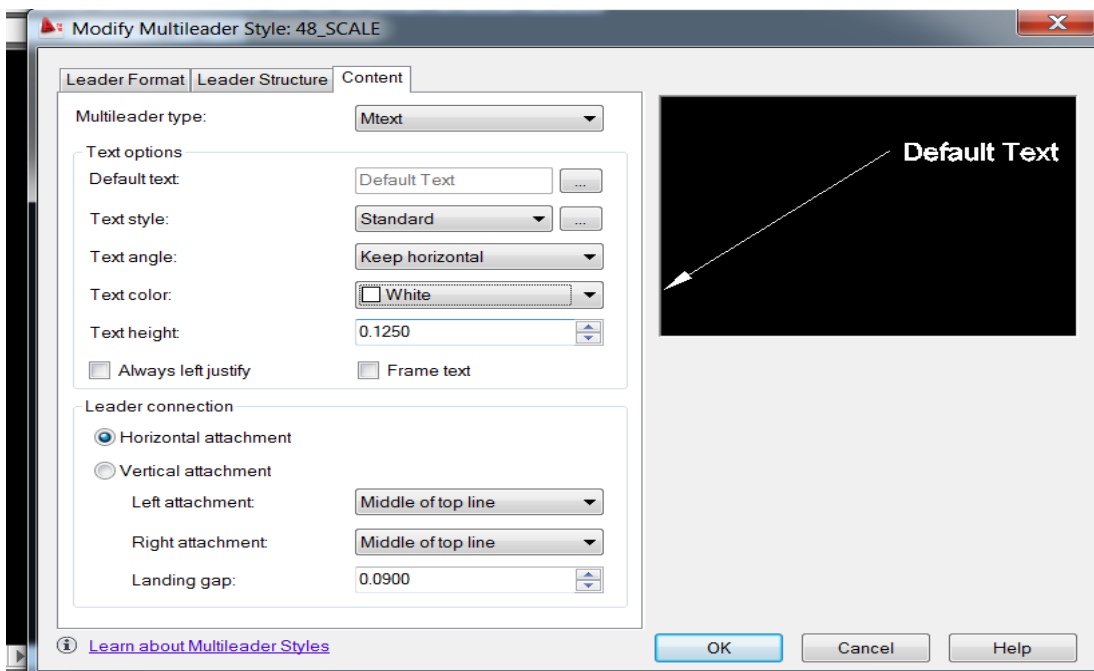 Modify Multileader Style: 48_SCALE
Leader Format Leader Structure Content
Multileader type: Mtext
Text options
Default text: Default Text ...
Text style: Standard ...
Text angle: Keep horizontal
Text color: White
Text height: 0.1250
Always left justify Frame text
Leader connection
Horizontal attachment
Vertical attachment
Left attachment: Middle of top line
Right attachment: Middle of top line
Landing gap: 0.0900
Default Text
Learn about Multileader Styles
OK Cancel Help